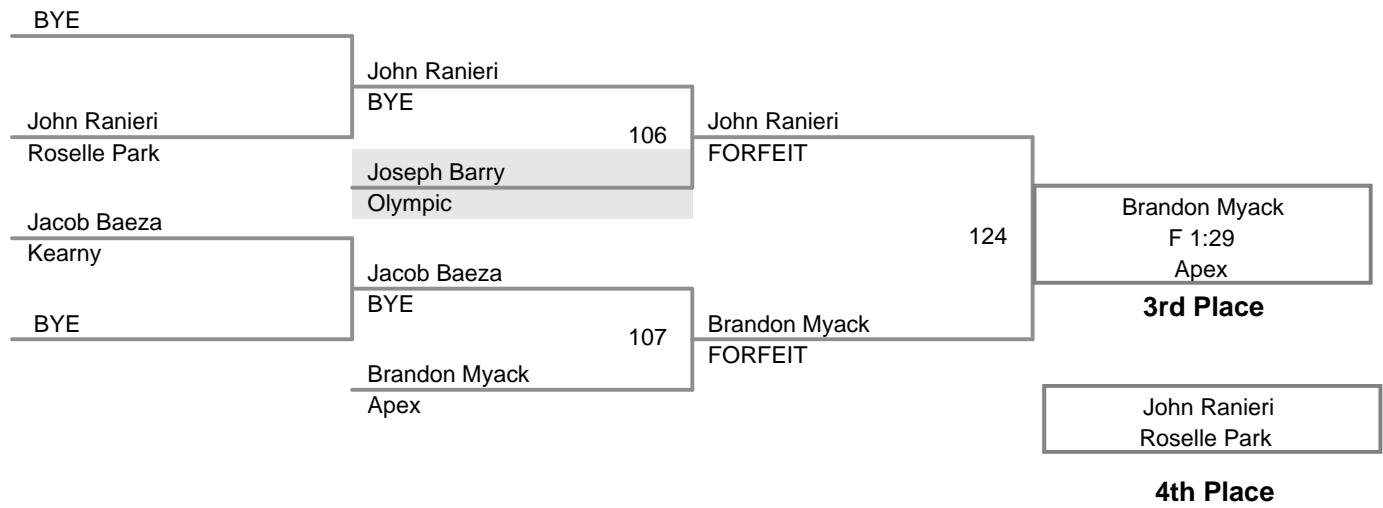 BYE
John Ranieri
BYE
John Ranieri
Roselle Park
106
John Ranieri
FORFEIT
Joseph Barry
Olympic
Jacob Baeza
Kearny
124
Brandon Myack
F 1:29
Apex
3rd Place
Jacob Baeza
BYE
BYE
107
Brandon Myack
FORFEIT
Brandon Myack
Apex
John Ranieri
Roselle Park
4th Place